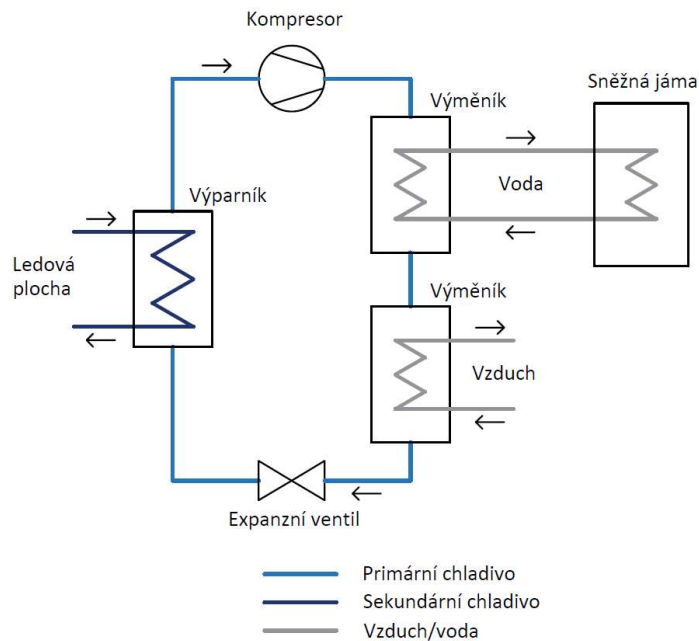 Kompresor
Výměník
Sněžná jáma
Voda
Výparník
Ledová
plocha
Výměník
Vzduch
Expanzní ventil
Primární chladivo
Sekundární chladivo
Vzduch/voda